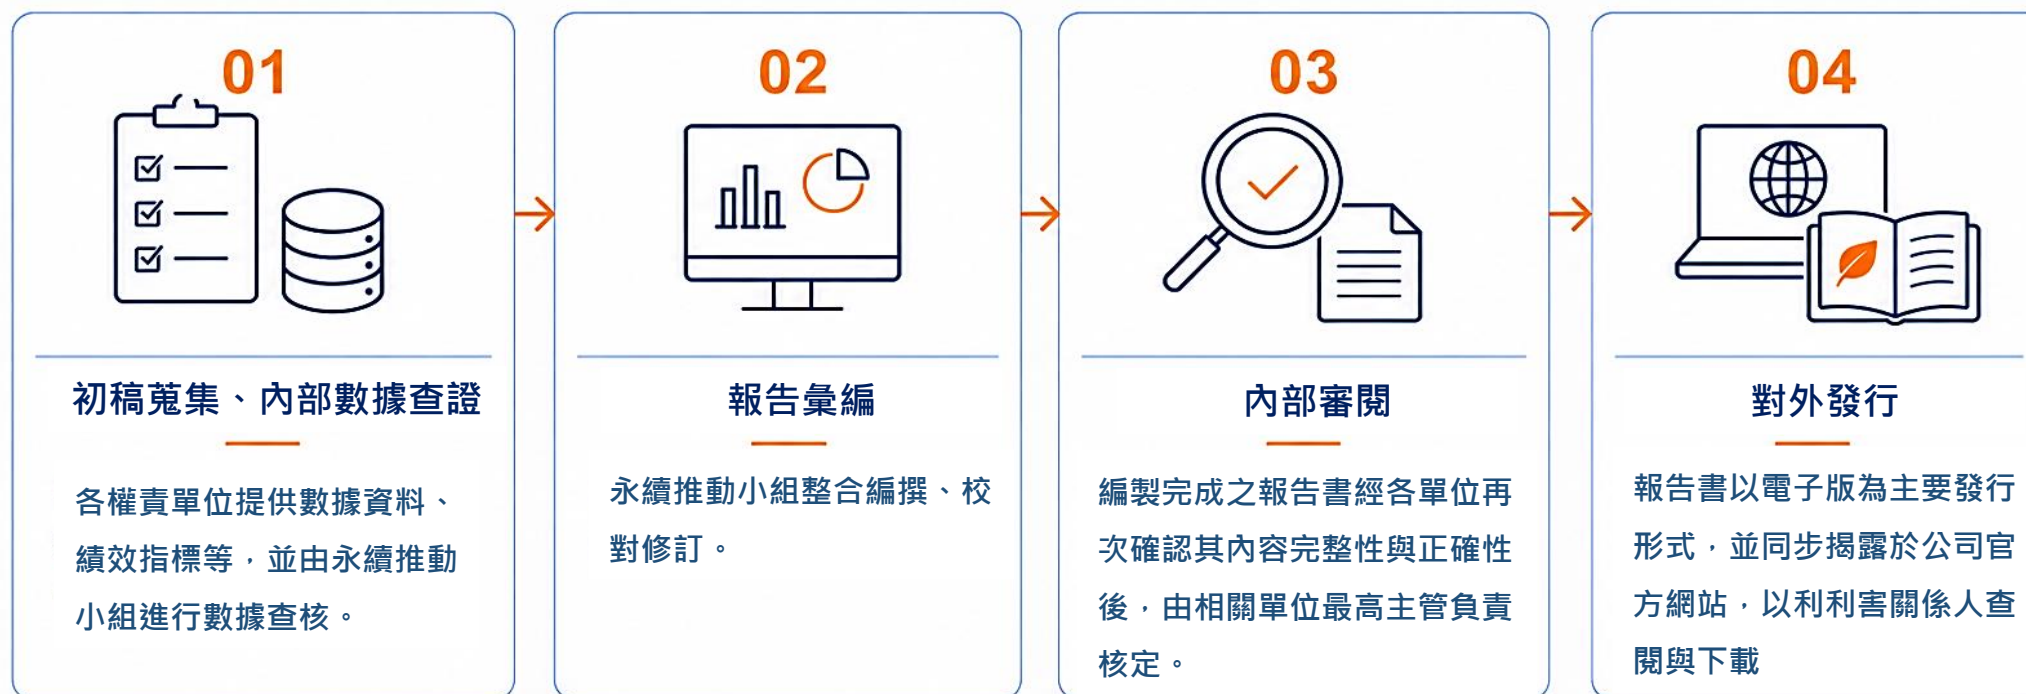 01
初稿蒐集、內部數據查證
各權責單位提供數據資料、
績效指標等，並由永續推動
小組進行數據查核。
02
報告彙編
永續推動小組整合編撰、校
對修訂。
03
內部審閱
編製完成之報告書經各單位再
次確認其內容完整性與正確性
後，由相關單位最高主管負責
核定。
04
對外發行
報告書以電子版為主要發行
形式，並同步揭露於公司官
方網站，以利利害關係人查
閱與下載